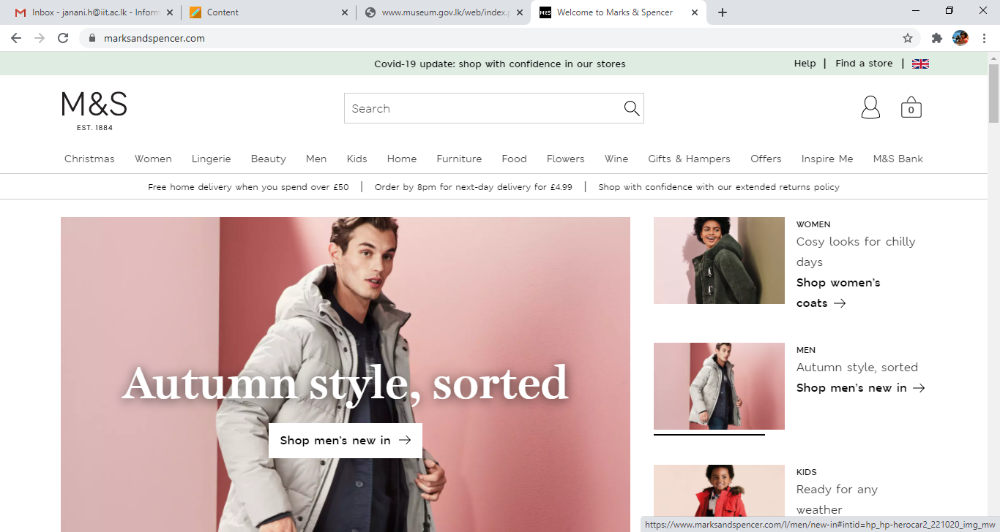 Inbox - janani.h@iit.ac.lk - Inform
Content
www.museum.gov.lk/web/index.p
M&S
Welcome to Marks & Spencer
marksandspencer.com
Covid-19 update: shop with confidence in our stores
Help | Find a store |
M&S
EST. 1884
Search
0
Christmas Women Lingerie Beauty Men Kids Home Furniture Food Flowers Wine Gifts & Hampers Offers Inspire Me M&S Bank
Free home delivery when you spend over £50 | Order by 8pm for next-day delivery for £4.99 | Shop with confidence with our extended returns policy
Autumn style, sorted
Shop men's new in →
WOMEN
Cosy looks for chilly
days
Shop women's
coats →
MEN
Autumn style, sorted
Shop men's new in →
KIDS
Ready for any
weather
https://www.marksandspencer.com/l/men/new-in#intid=hp_hp-herocar2_221020_img_mw